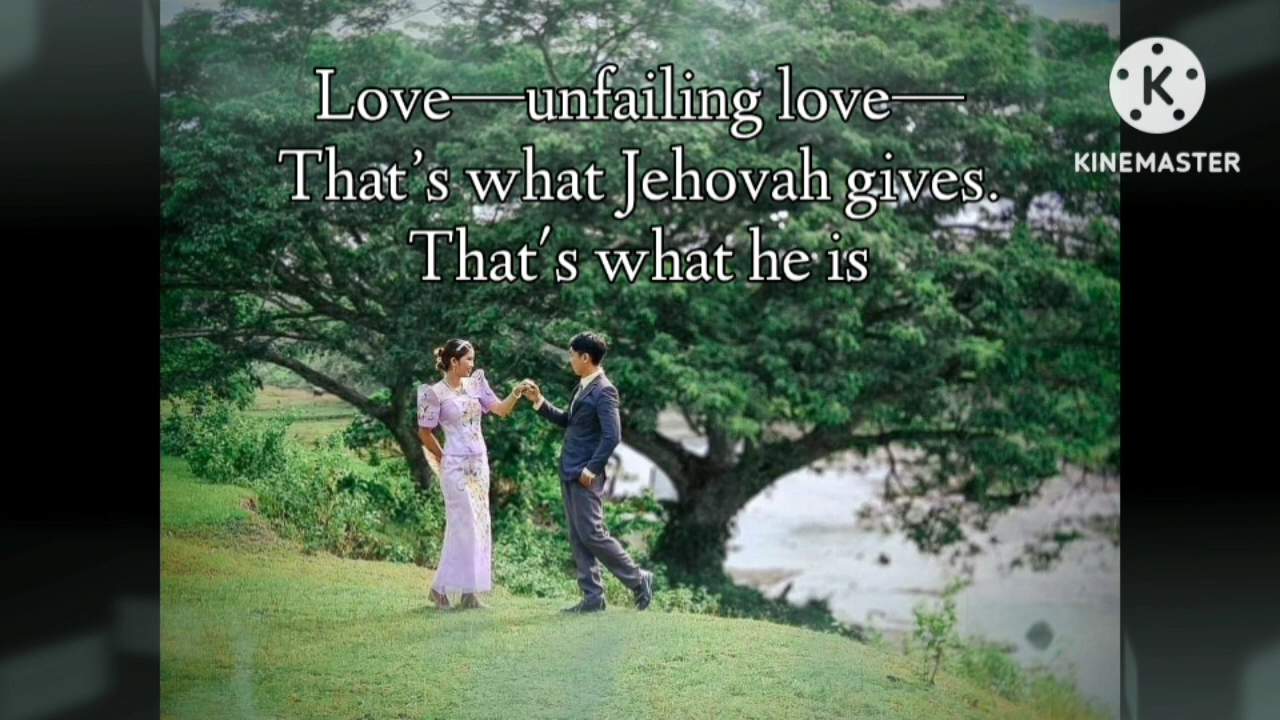 Love—unfailing love—
That’s what Jehovah gives.
That's what he is
KINEMASTER